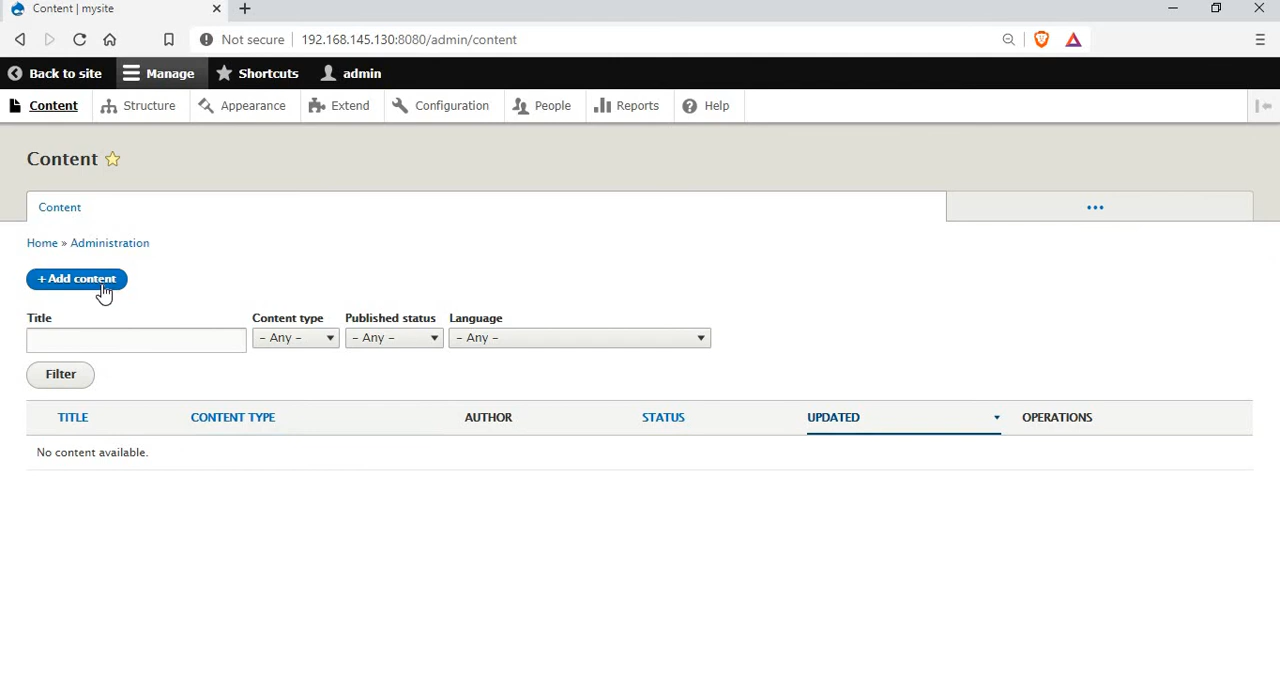 Content | mysite
Not secure 192.168.145.130:8080/admin/content
Back to site Manage Shortcuts admin
Content Structure Appearance Extend Configuration People Reports Help
Content
Content
Home » Administration
+ Add content
Title Content type Published status Language
- Any - - Any - - Any -
Filter
TITLE CONTENT TYPE AUTHOR STATUS UPDATED OPERATIONS
No content available.